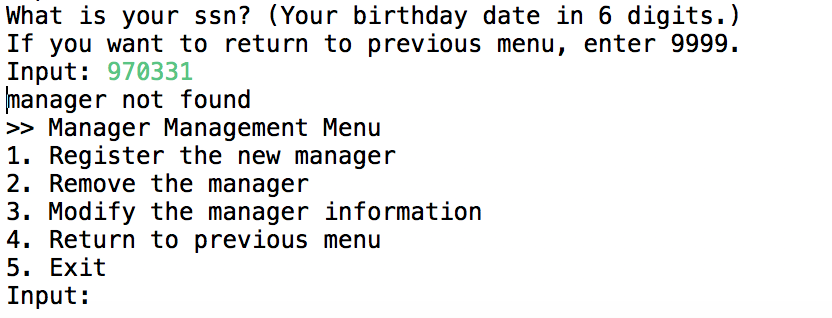 What is your ssn? (Your birthday date in 6 digits.)
If you want to return to previous menu, enter 9999.
Input: 970331
manager not found
>> Manager Management Menu
1. Register the new manager
2. Remove the manager
3. Modify the manager information
4. Return to previous menu
5. Exit
Input: